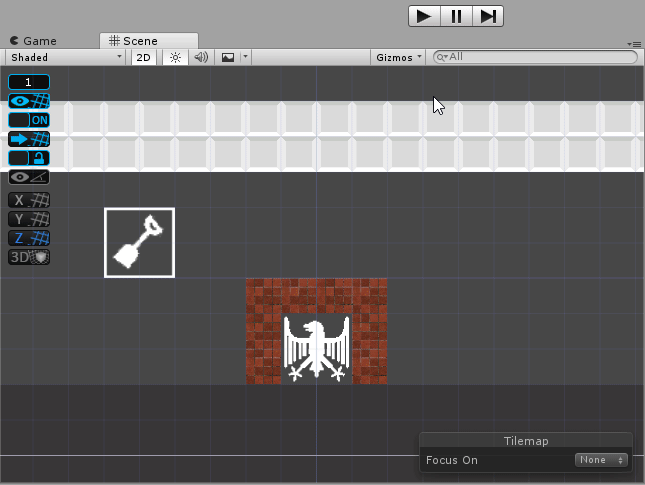 Game Scene
Shaded 2D Gizmos All
1
ON
X
Y
Z
3D
Tilemap
Focus On None